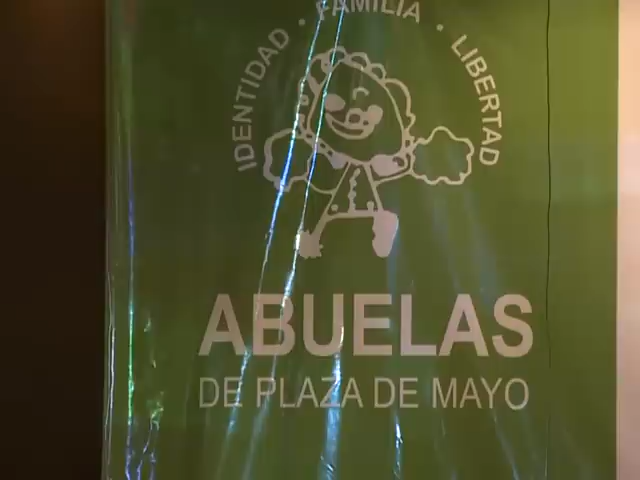 IDENTIDAD · FAMILIA · LIBERTAD
ABUELAS
DE PLAZA DE MAYO